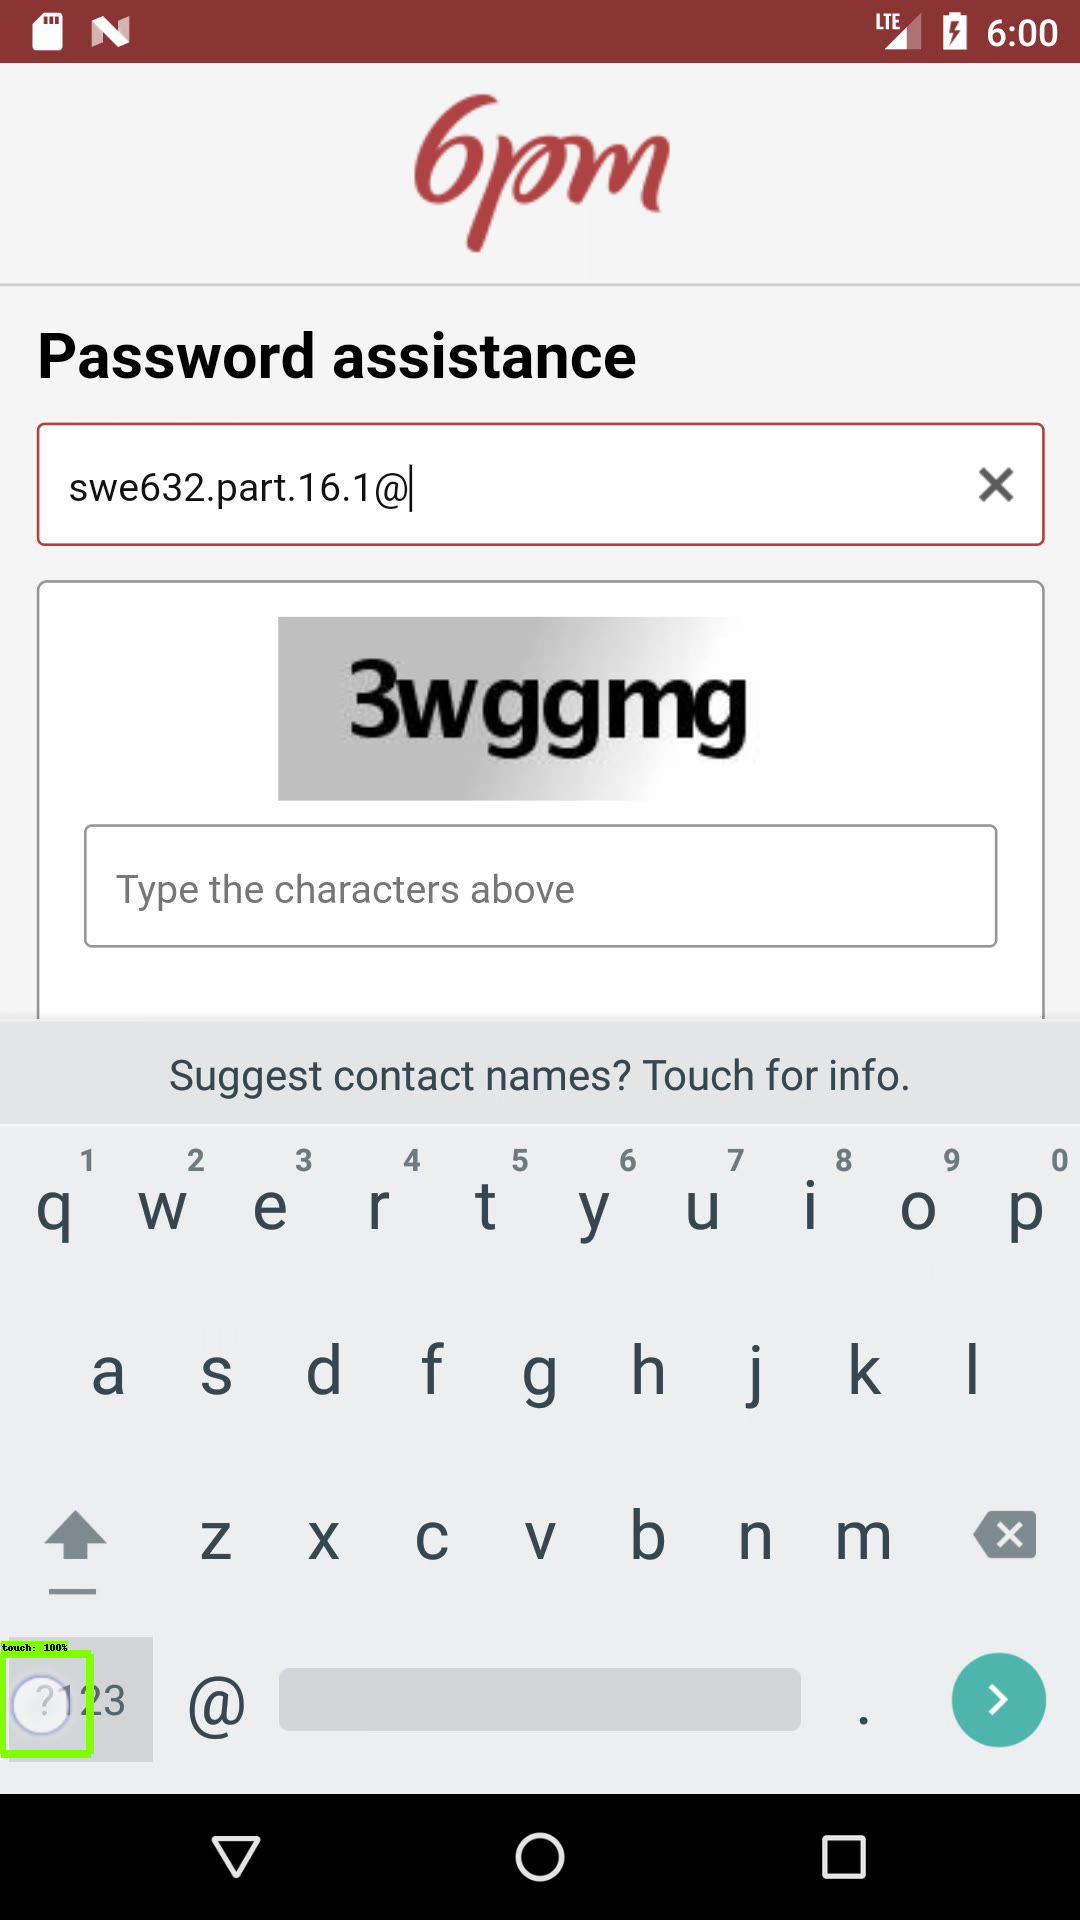 LTE 6:00
6pm
Password assistance
swe632.part.16.1@
3wggmg
Type the characters above
Suggest contact names? Touch for info.
1 2 3 4 5 6 7 8 9 0
q w e r t y u i o p
a s d f g h j k l
z x c v b n m
touch: 100%
?123 @ .